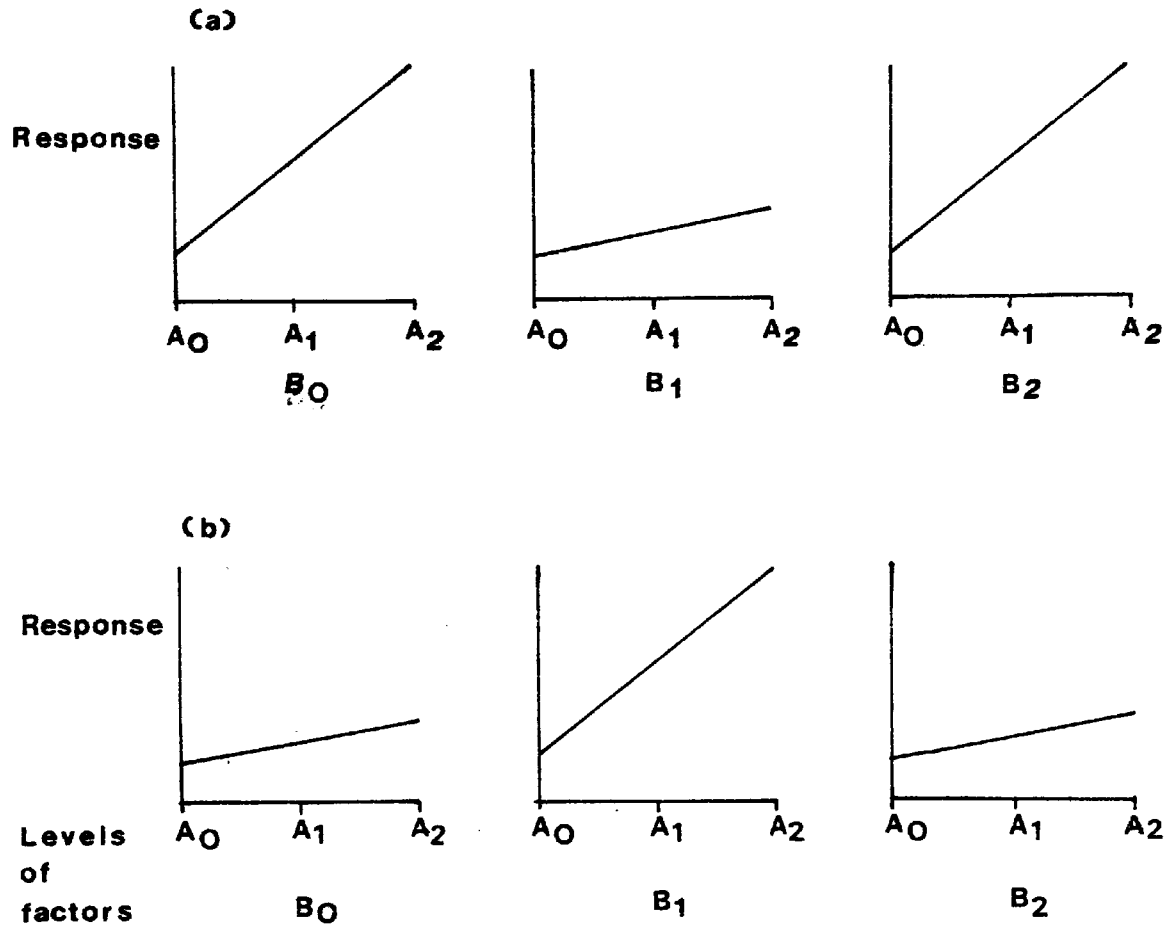 (a)
Response
A0 A1 A2 A0 A1 A2 A0 A1 A2
B0 B1 B2
(b)
Response
A0 A1 A2 A0 A1 A2 A0 A1 A2
Levels
of
factors B0 B1 B2